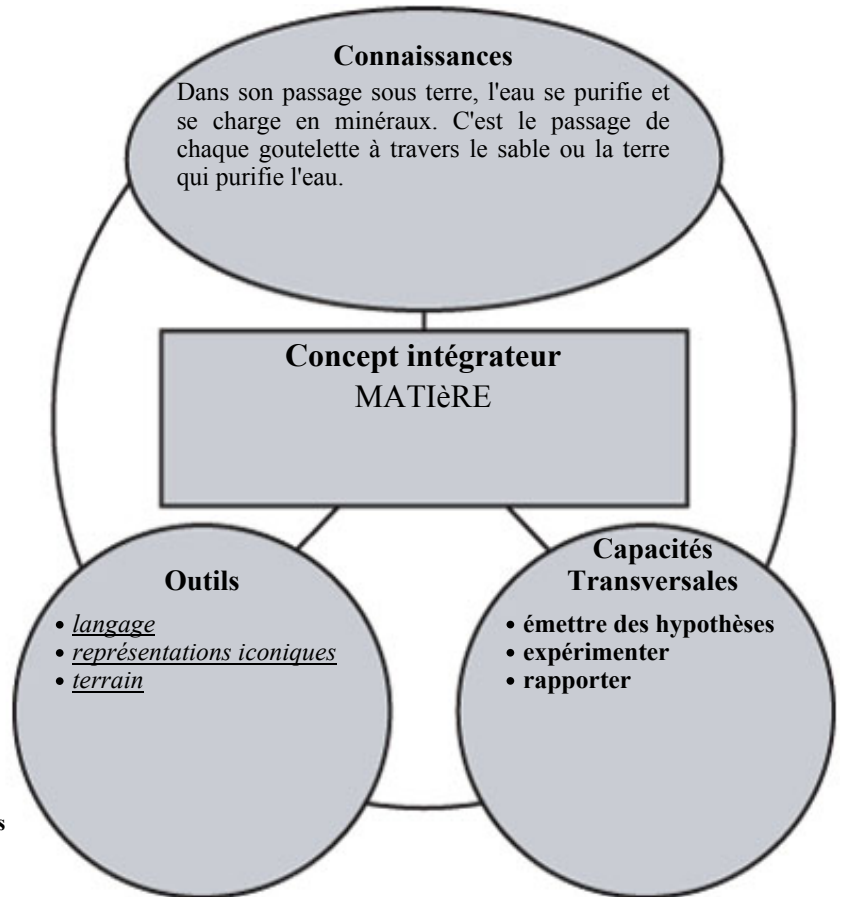 Connaissances
Dans son passage sous terre, l'eau se purifie et
se charge en minéraux. C'est le passage de
chaque goutelette à travers le sable ou la terre
qui purifie l'eau.
Concept intégrateur
MATIèRE
Outils
• langage
• représentations iconiques
• terrain
Capacités
Transversales
• émettre des hypothèses
• expérimenter
• rapporter
s